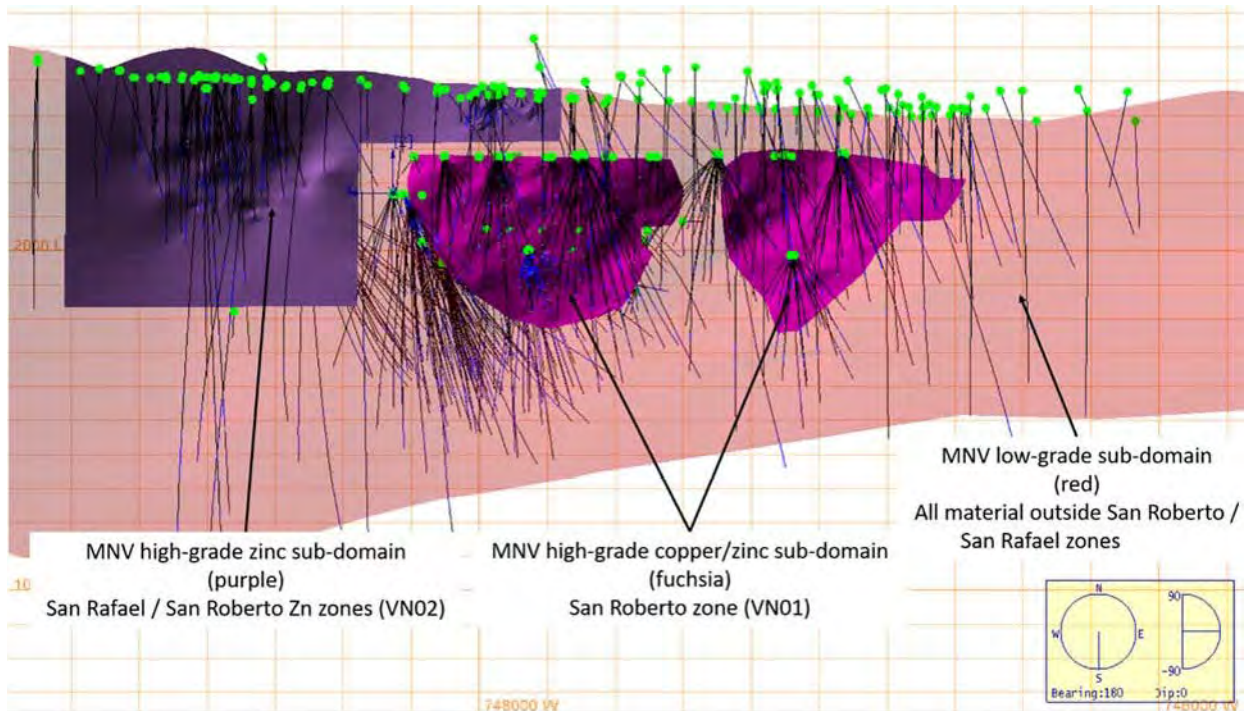 2000 L
MNV low-grade sub-domain
(red)
All material outside San Roberto /
San Rafael zones
MNV high-grade zinc sub-domain
(purple)
San Rafael / San Roberto Zn zones (VN02)
MNV high-grade copper/zinc sub-domain
(fuchsia)
San Roberto zone (VN01)
10
N
W
E
S
90
-90
Bearing:180
Dip:0
748000 W
748000 W